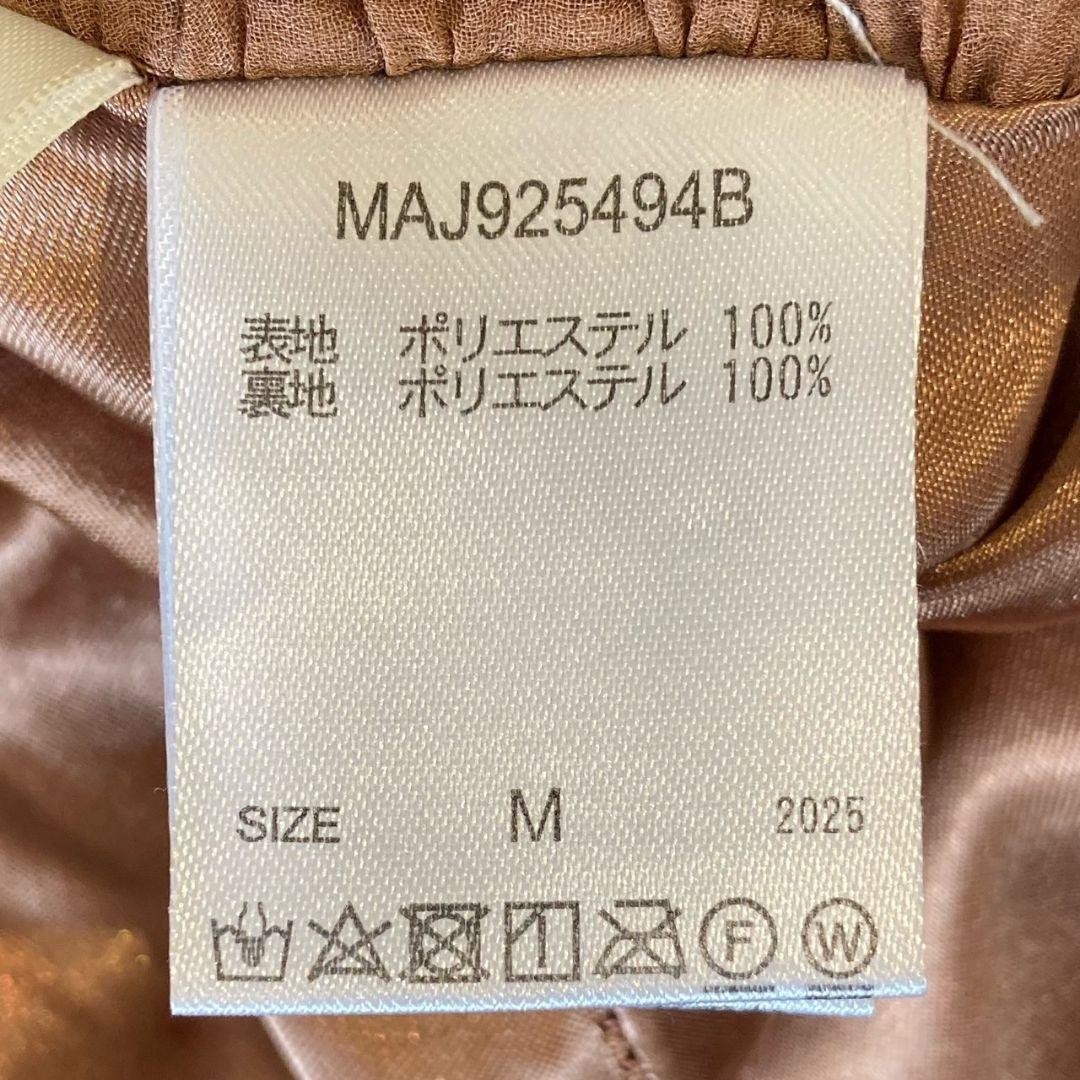 MAJ925494B
表地 ポリエステル 100%
裏地 ポリエステル 100%
SIZE M 2025
F W